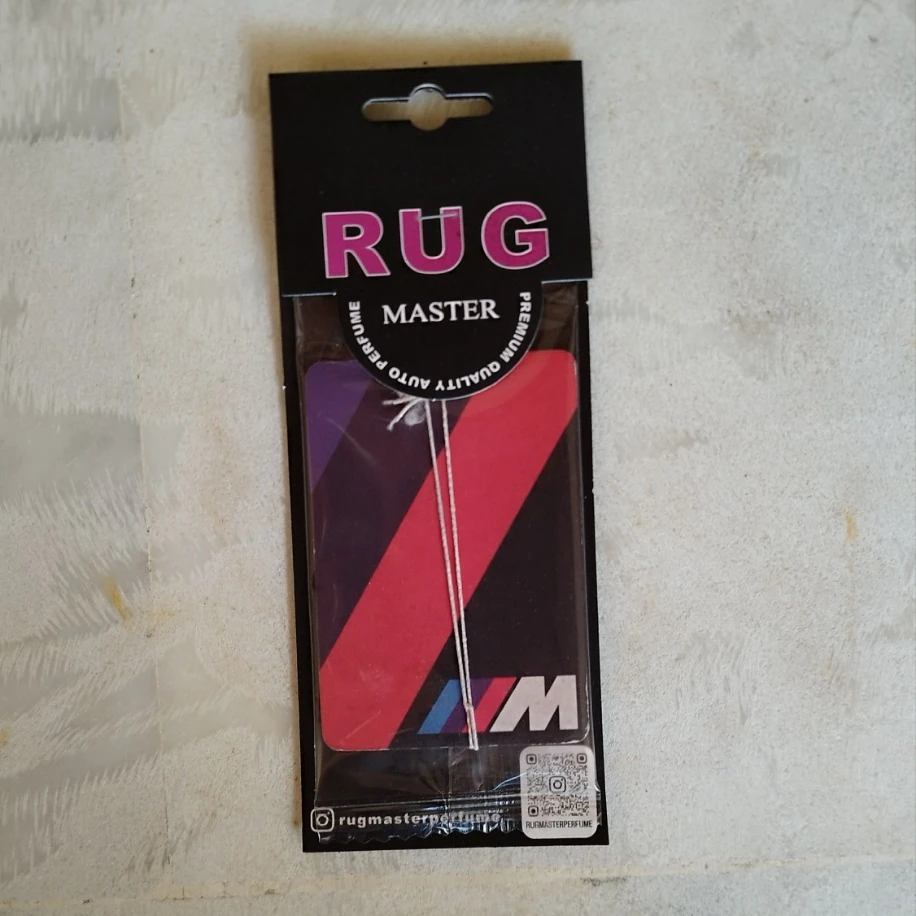 RUG
MASTER
PREMIUM QUALITY AUTO PERFUME
M
rugmasterperfume
RUGMASTERPERFUME